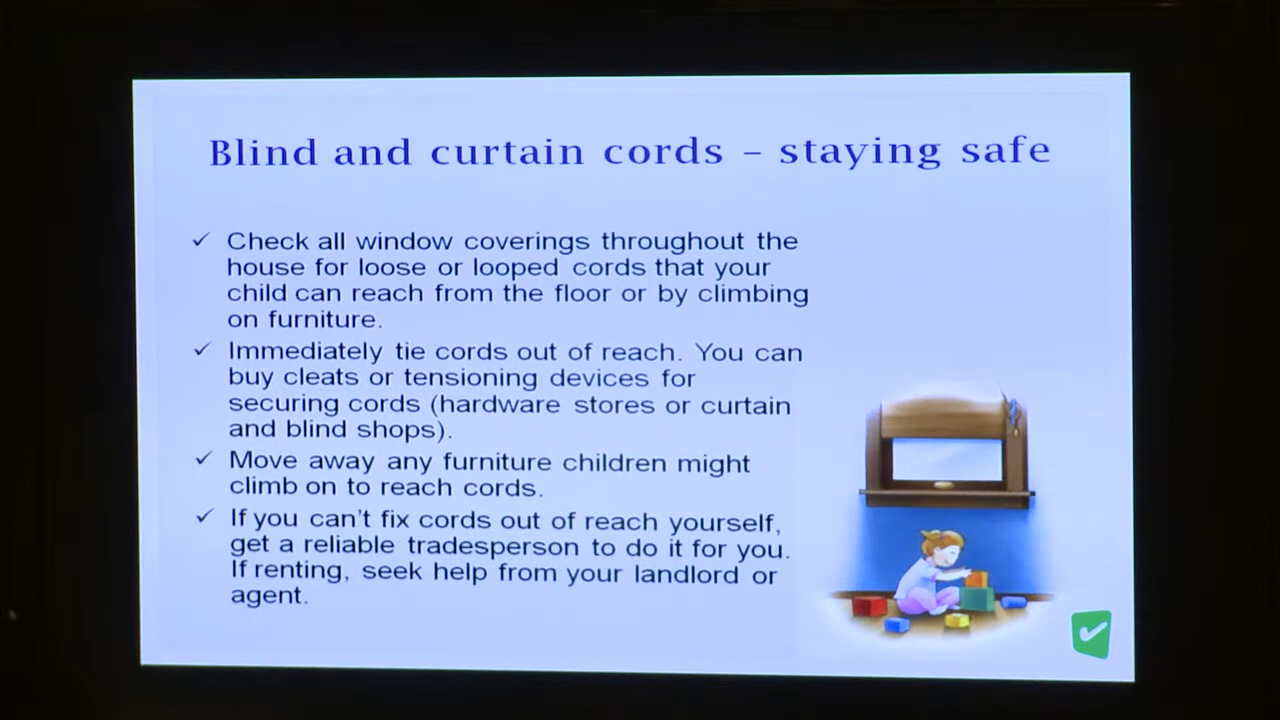 Blind and curtain cords – staying safe
✓ Check all window coverings throughout the
house for loose or looped cords that your
child can reach from the floor or by climbing
on furniture.
✓ Immediately tie cords out of reach. You can
buy cleats or tensioning devices for
securing cords (hardware stores or curtain
and blind shops).
✓ Move away any furniture children might
climb on to reach cords.
✓ If you can't fix cords out of reach yourself,
get a reliable tradesperson to do it for you.
If renting, seek help from your landlord or
agent.